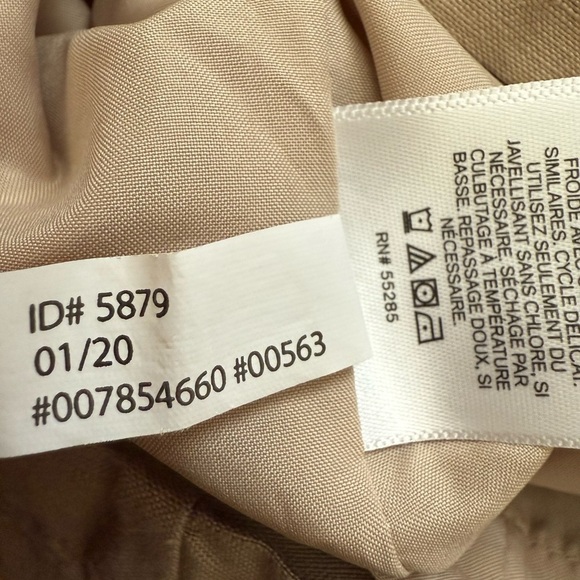 ID# 5879
01/20
#007854660 #00563
FROIDE AVEC
SIMILAIRES, CYCLE DÉLICAT.
UTILISEZ SEULEMENT DU
JAVELLISANT SANS CHLORE, SI
NÉCESSAIRE, SÉCHAGE PAR
CULBUTAGE À TEMPÉRATURE
BASSE, REPASSAGE DOUX, SI
NÉCESSAIRE.
RN# 55285